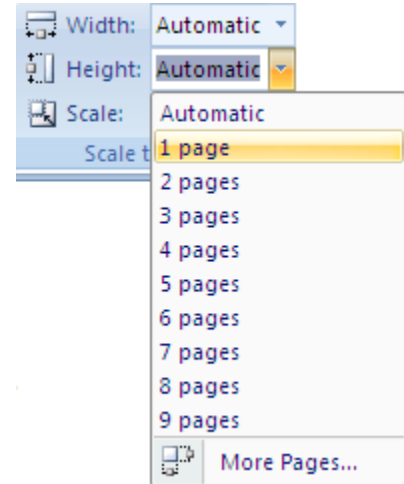 Width: Automatic
Height: Automatic
Scale: Automatic
Scale t 1 page
2 pages
3 pages
4 pages
5 pages
6 pages
7 pages
8 pages
9 pages
More Pages...